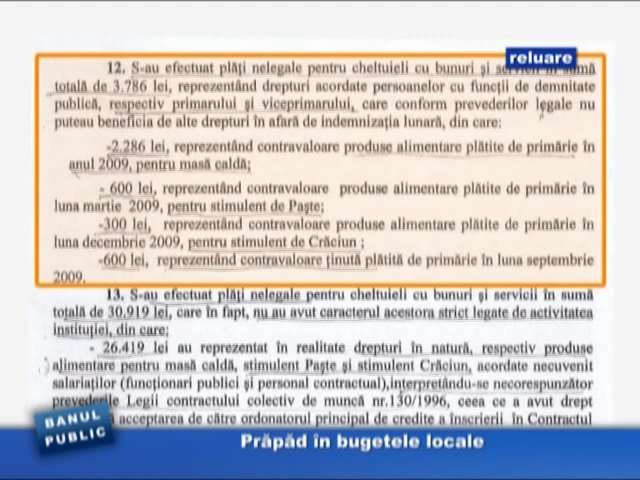 reluare
12. S-au efectuat plăți nelegale pentru cheltuieli cu bunuri și servicii în sumă
totală de 3.786 lei, reprezentând drepturi acordate persoanelor cu funcții de demnitate
publică, respectiv primarului și viceprimarului, care conform prevederilor legale nu
puteau beneficia de alte drepturi în afară de indemnizația lunară, din care:
-2.286 lei, reprezentând contravaloare produse alimentare plătite de primărie în
anul 2009, pentru masă caldă;
- 600 lei, reprezentând contravaloare produse alimentare plătite de primărie în
luna martie 2009, pentru stimulent de Paște;
-300 lei, reprezentând contravaloare produse alimentare plătite de primărie în
luna decembrie 2009, pentru stimulent de Crăciun ;
-600 lei, reprezentând contravaloare ținută plătită de primărie în luna septembrie
2009.
13. S-au efectuat plăți nelegale pentru cheltuieli cu bunuri și servicii în sumă
totală de 30.919 lei, care în fapt, nu au avut caracterul acestora strict legate de activitatea
instituției, din care;
- 26.419 lei au reprezentat în realitate drepturi în natură, respectiv produse
alimentare pentru masă caldă, stimulent Paște și stimulent Crăciun, acordate necuvenit
salariaților (funcționari publici și personal contractual),interpretându-se necorespunzător
prevederile Legii contractului colectiv de muncă nr.130/1996, ceea ce a avut drept
acceptarea de către ordonatorul principal de credite a înscrierii în Contractul
BANUL
PUBLIC
Prăpăd în bugetele locale